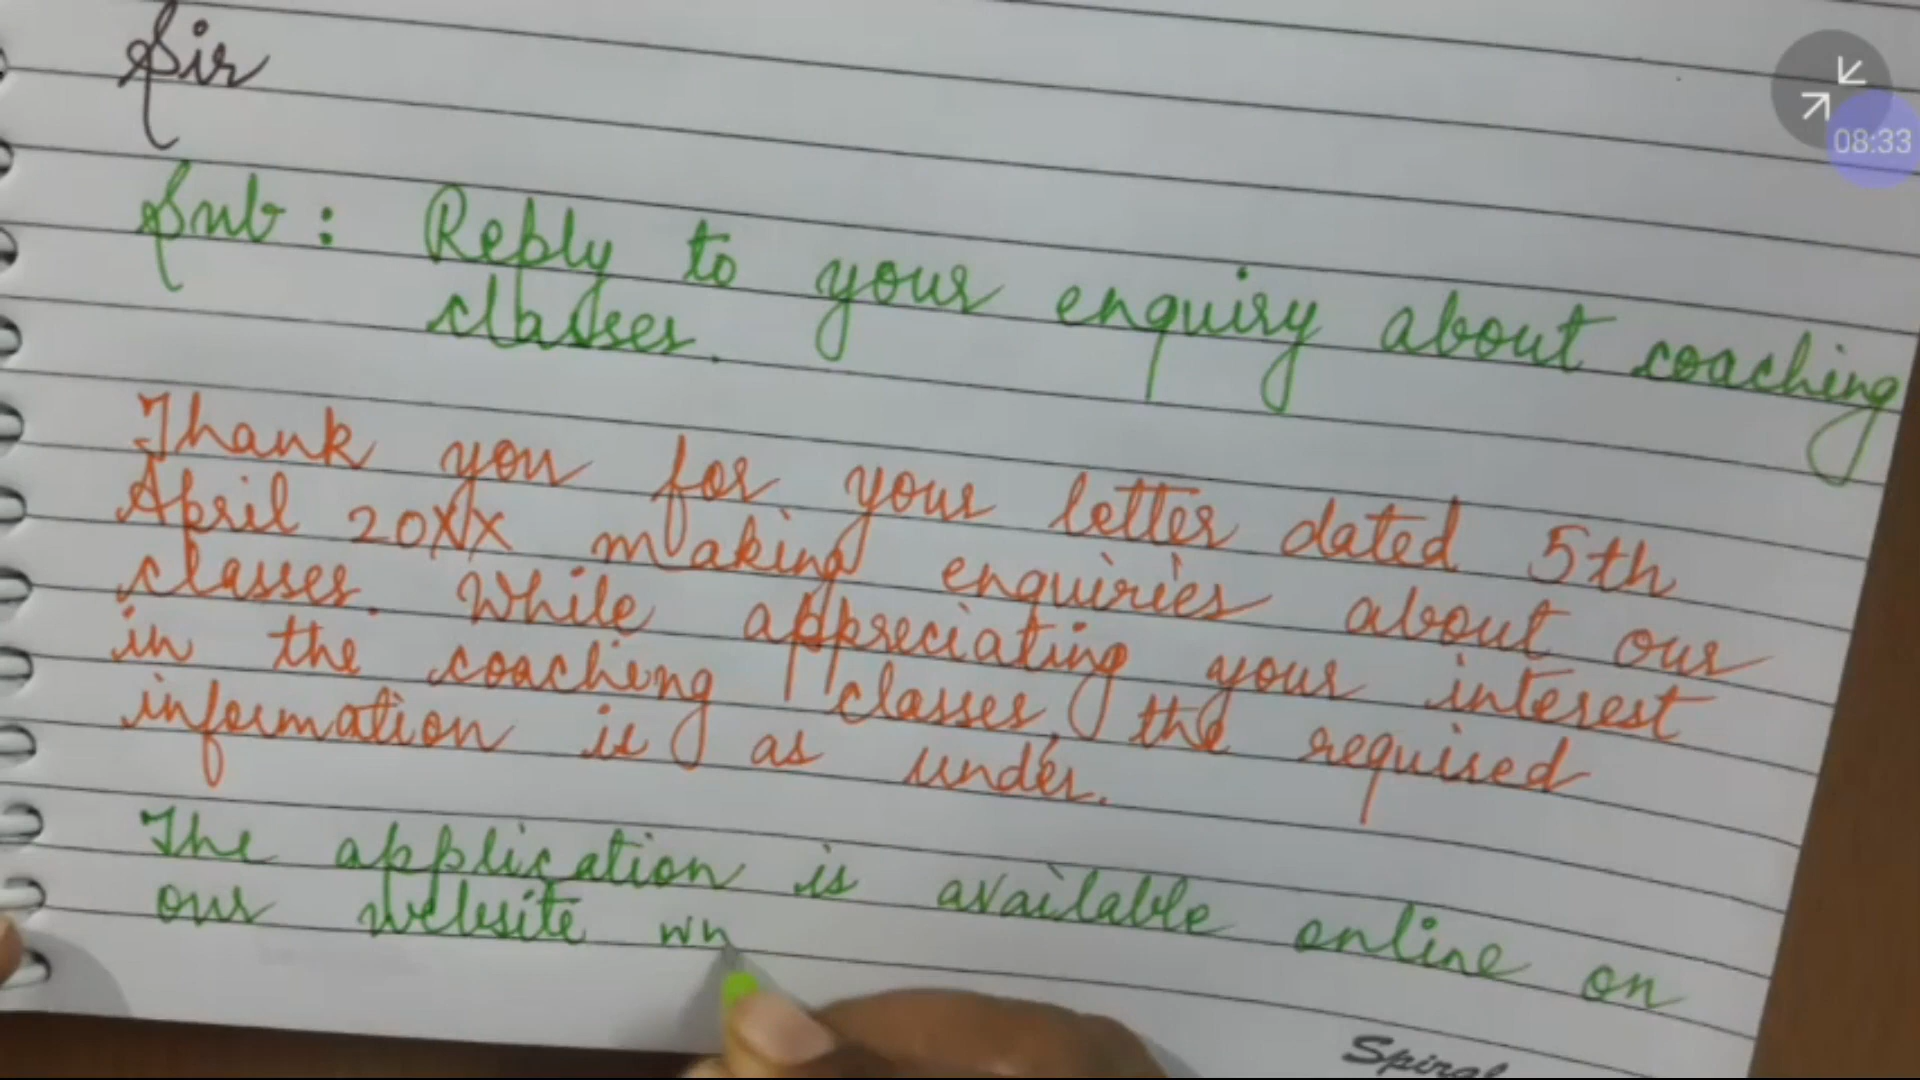 Sir
08:33
Sub: Reply to your enquiry about coaching
classes.
Thank you for your letter dated 5th
April 20XX making enquiries about our
classes. While appreciating your interest
in the coaching classes, the required
information is as under.
The application is available online on
our website
Spiral